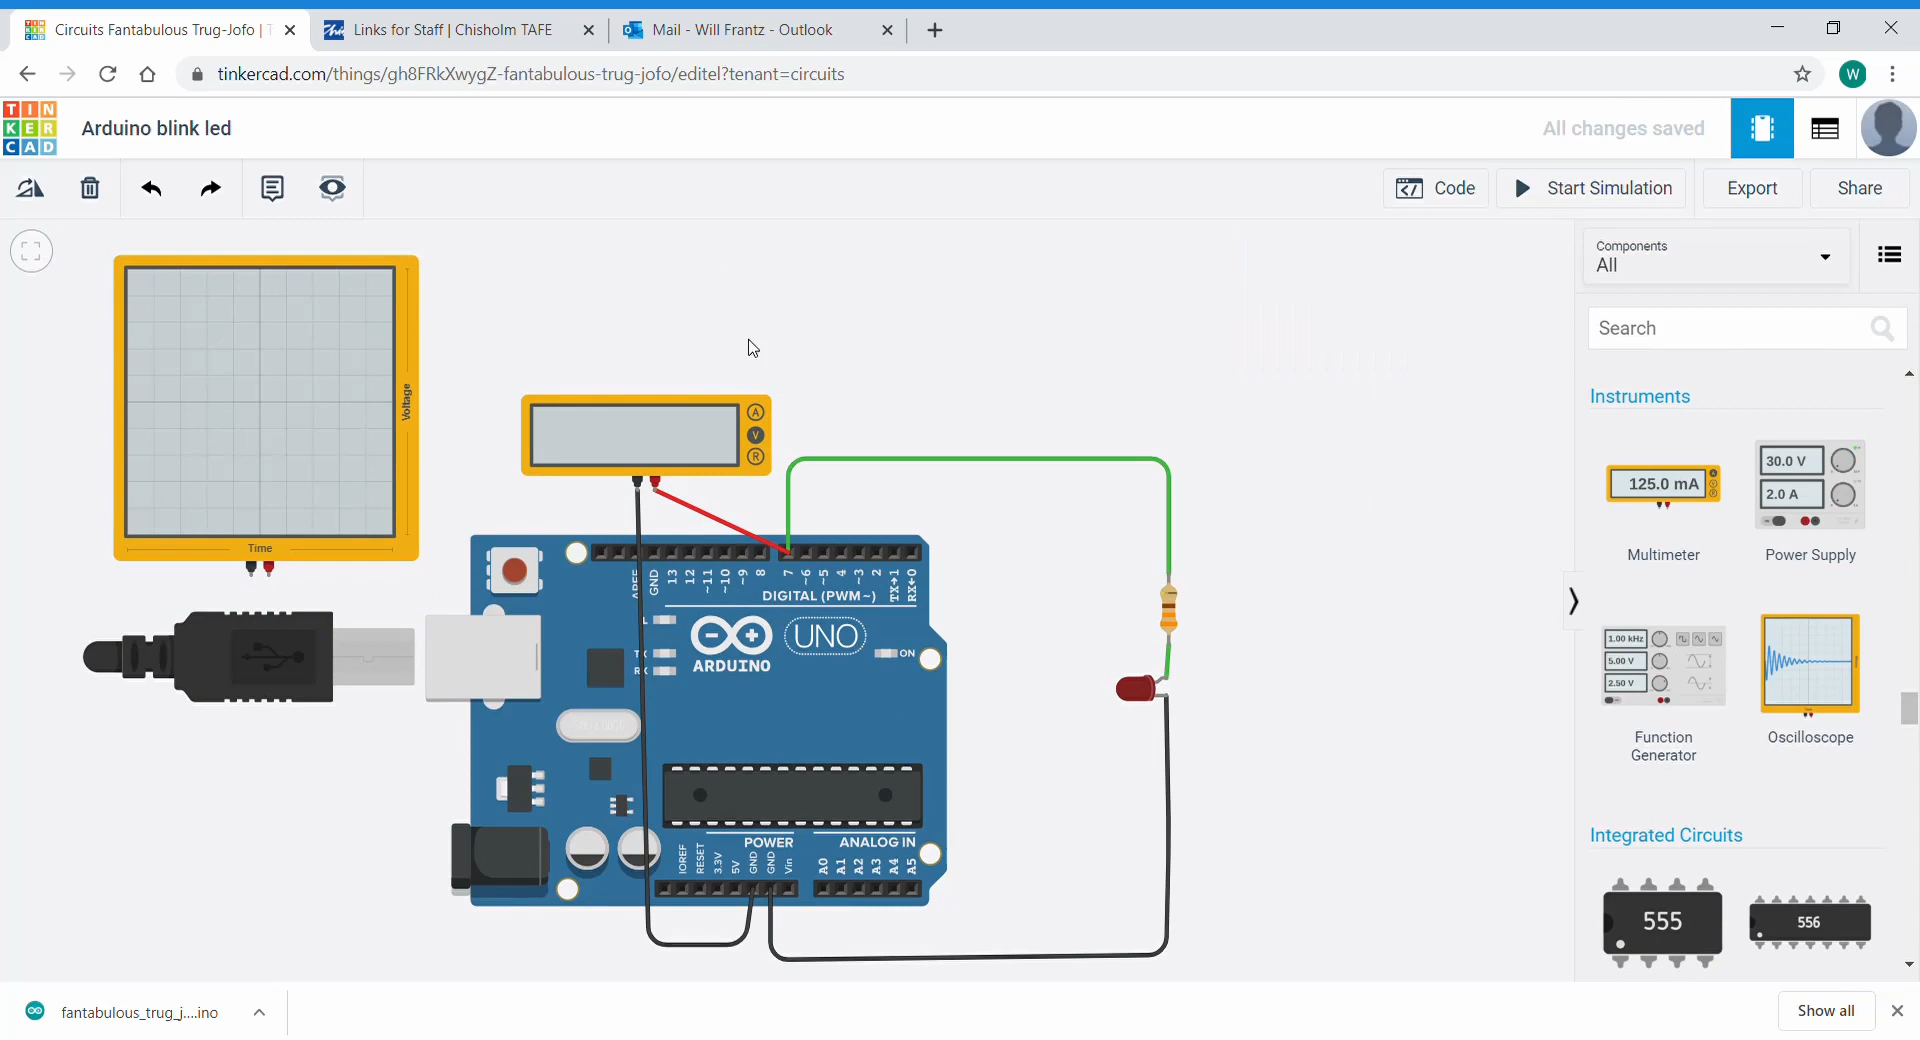 Circuits Fantabulous Trug-Jofo | T
Links for Staff | Chisholm TAFE
Mail - Will Frantz - Outlook
tinkercad.com/things/gh8FRkXwygZ-fantabulous-trug-jofo/editel?tenant=circuits
W
TIN
KER
CAD
Arduino blink led
All changes saved
Code
Start Simulation
Export
Share
Components
All
Search
Instruments
Voltage
Time
A
V
R
125.0 mA
30.0 V
2.0 A
Multimeter
Power Supply
AREF
GND
13
12
~11
~10
~9
8
7
~6
~5
4
~3
2
TX→1
RX←0
DIGITAL (PWM~)
L
TX
RX
UNO
ARDUINO
ON
1.00 kHz
5.00 V
2.50 V
Function
Generator
Oscilloscope
POWER
ANALOG IN
IOREF
RESET
3.3V
5V
GND
GND
Vin
A0
A1
A2
A3
A4
A5
Integrated Circuits
555
556
fantabulous_trug_j....ino
Show all